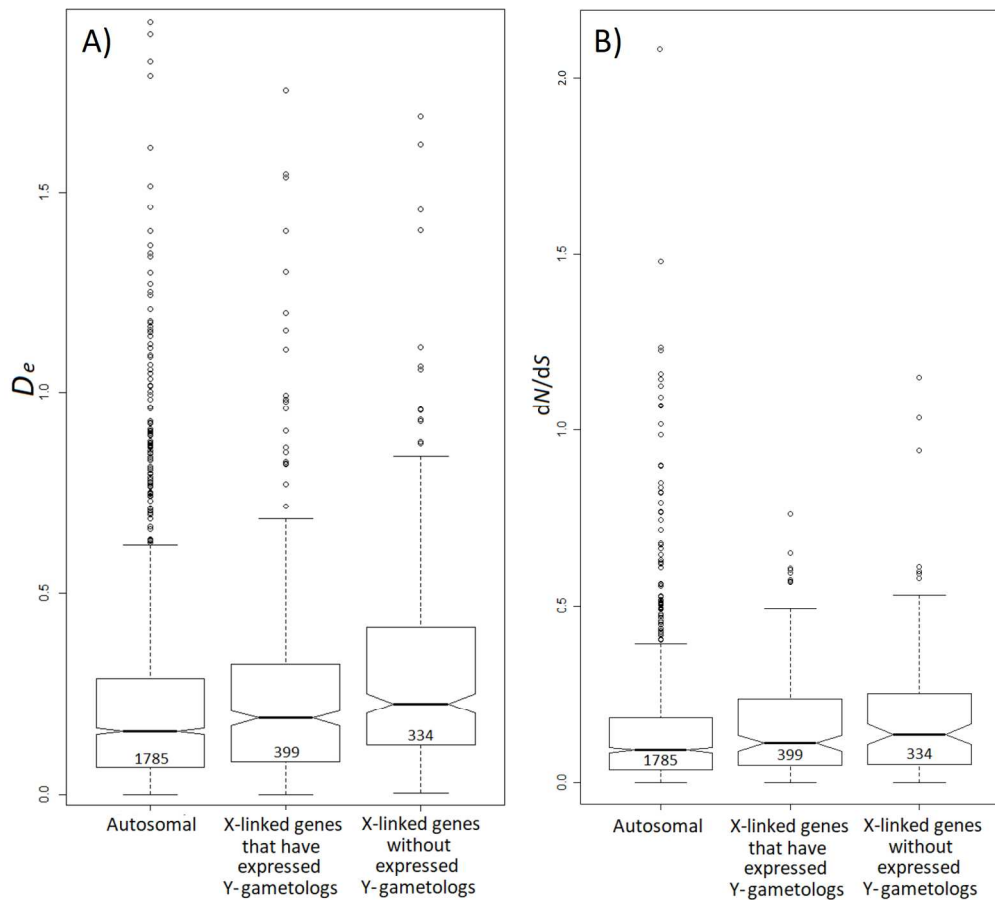 A)
B)
1.5
1.0
0.5
0.0
De
1785
399
334
Autosomal
X-linked genes
that have
expressed
Y-gametologs
X-linked genes
without
expressed
Y-gametologs
2.0
1.5
1.0
0.5
0.0
dN/dS
1785
399
334
Autosomal
X-linked genes
that have
expressed
Y-gametologs
X-linked genes
without
expressed
Y-gametologs